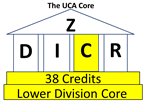 The UCA Core
Z
D I C R
38 Credits
Lower Division Core